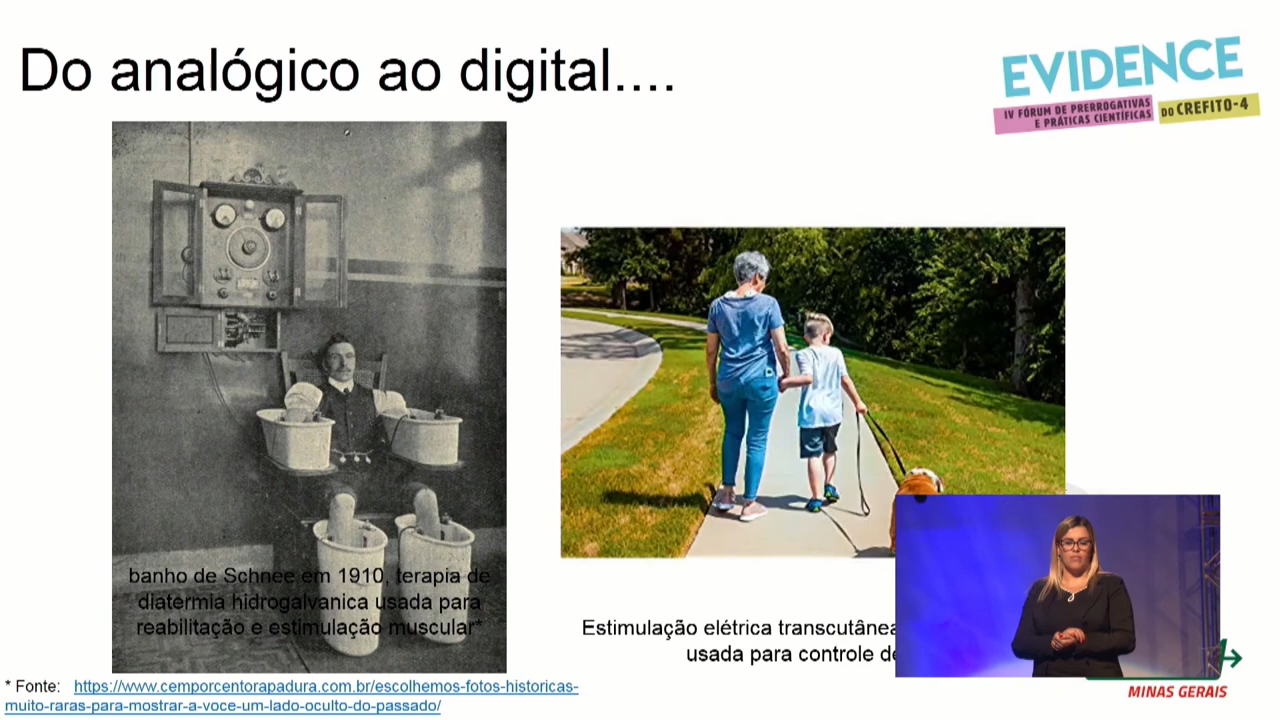 Do analógico ao digital....
EVIDENCE
IV FÓRUM DE PRERROGATIVAS
E PRÁTICAS CIENTÍFICAS
DO CREFITO-4
banho de Schnee em 1910, terapia de
diatermia hidrogalvanica usada para
reabilitação e estimulação muscular*
Estimulação elétrica transcutânea
usada para controle de
* Fonte: https://www.cemporcentorapadura.com.br/escolhemos-fotos-historicas-
muito-raras-para-mostrar-a-voce-um-lado-oculto-do-passado/
MINAS GERAIS